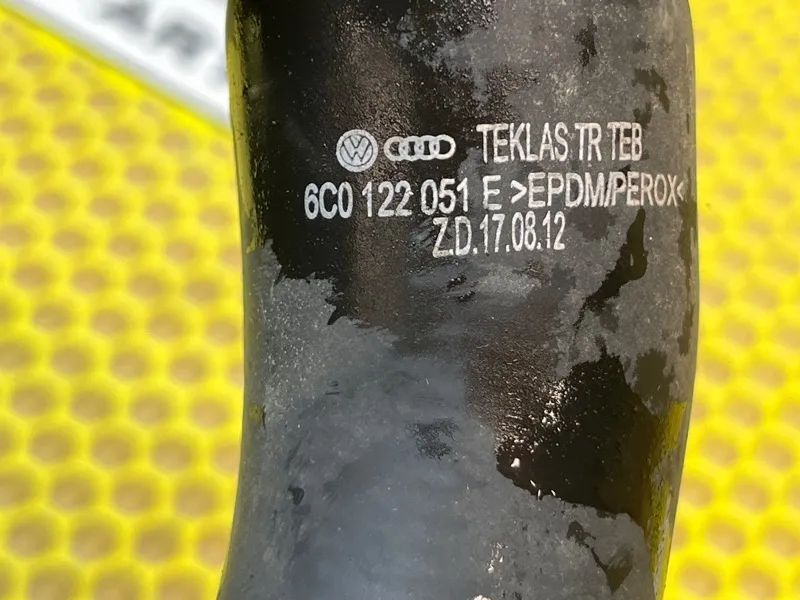 TEKLAS TR TEB
6C0 122 051 E >EPDM/PEROX<
Z.D.17.08.12